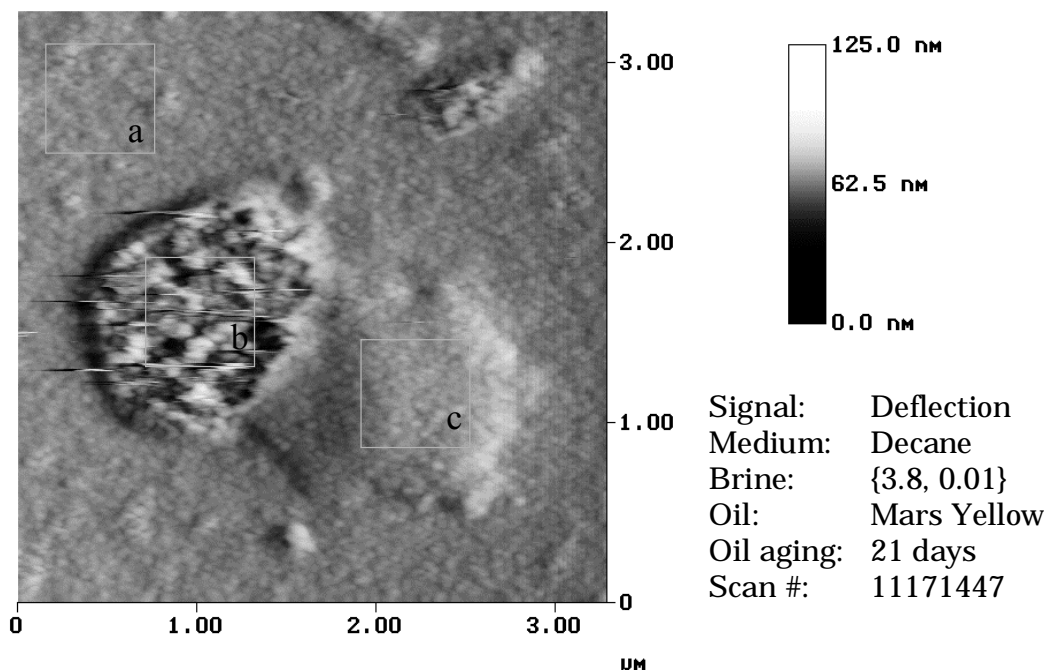 a
b
c
3.00
2.00
1.00
0
0
1.00
2.00
3.00
μM
125.0 nM
62.5 nM
0.0 nM
Signal: Deflection
Medium: Decane
Brine: {3.8, 0.01}
Oil: Mars Yellow
Oil aging: 21 days
Scan #: 11171447